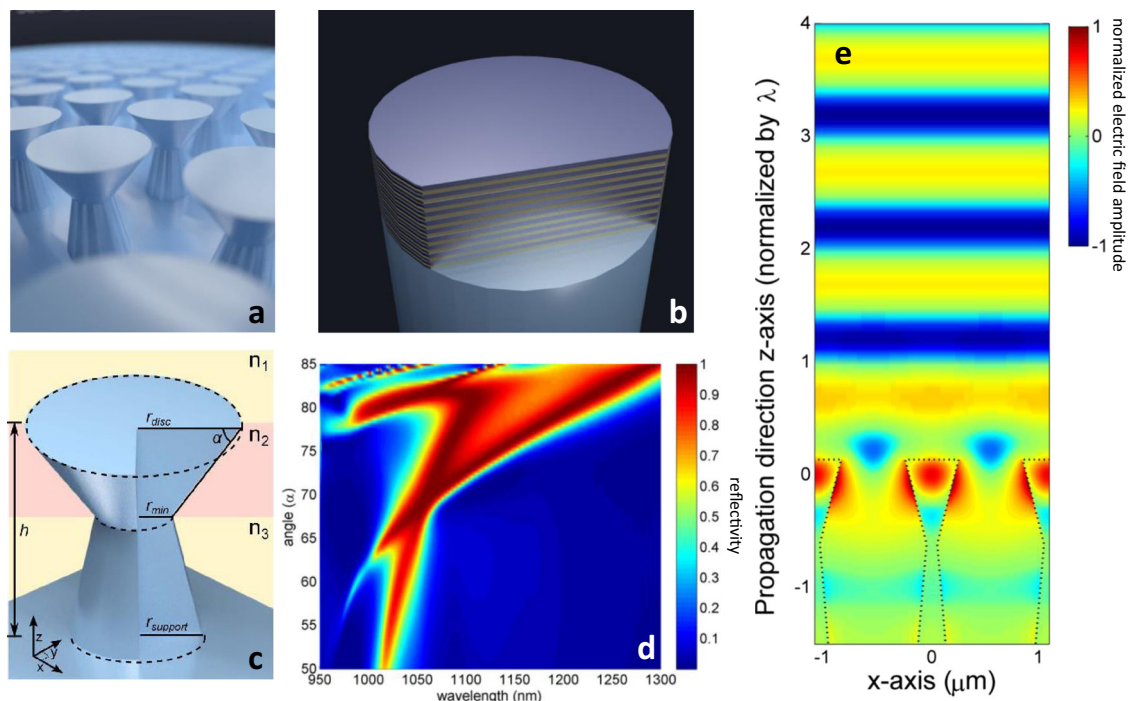 a
b
n₁
r_disc
α
n₂
r_min
n₃
h
r_support
z
y
x
c
85
80
75
70
65
60
55
50
angle (α)
950 1000 1050 1100 1150 1200 1250 1300
wavelength (nm)
d
1
0.9
0.8
0.7
0.6
0.5
0.4
0.3
0.2
0.1
reflectivity
e
Propagation direction z-axis (normalized by λ)
4
3
2
1
0
-1
-1 0 1
x-axis (μm)
1
0
-1
normalized electric field
amplitude